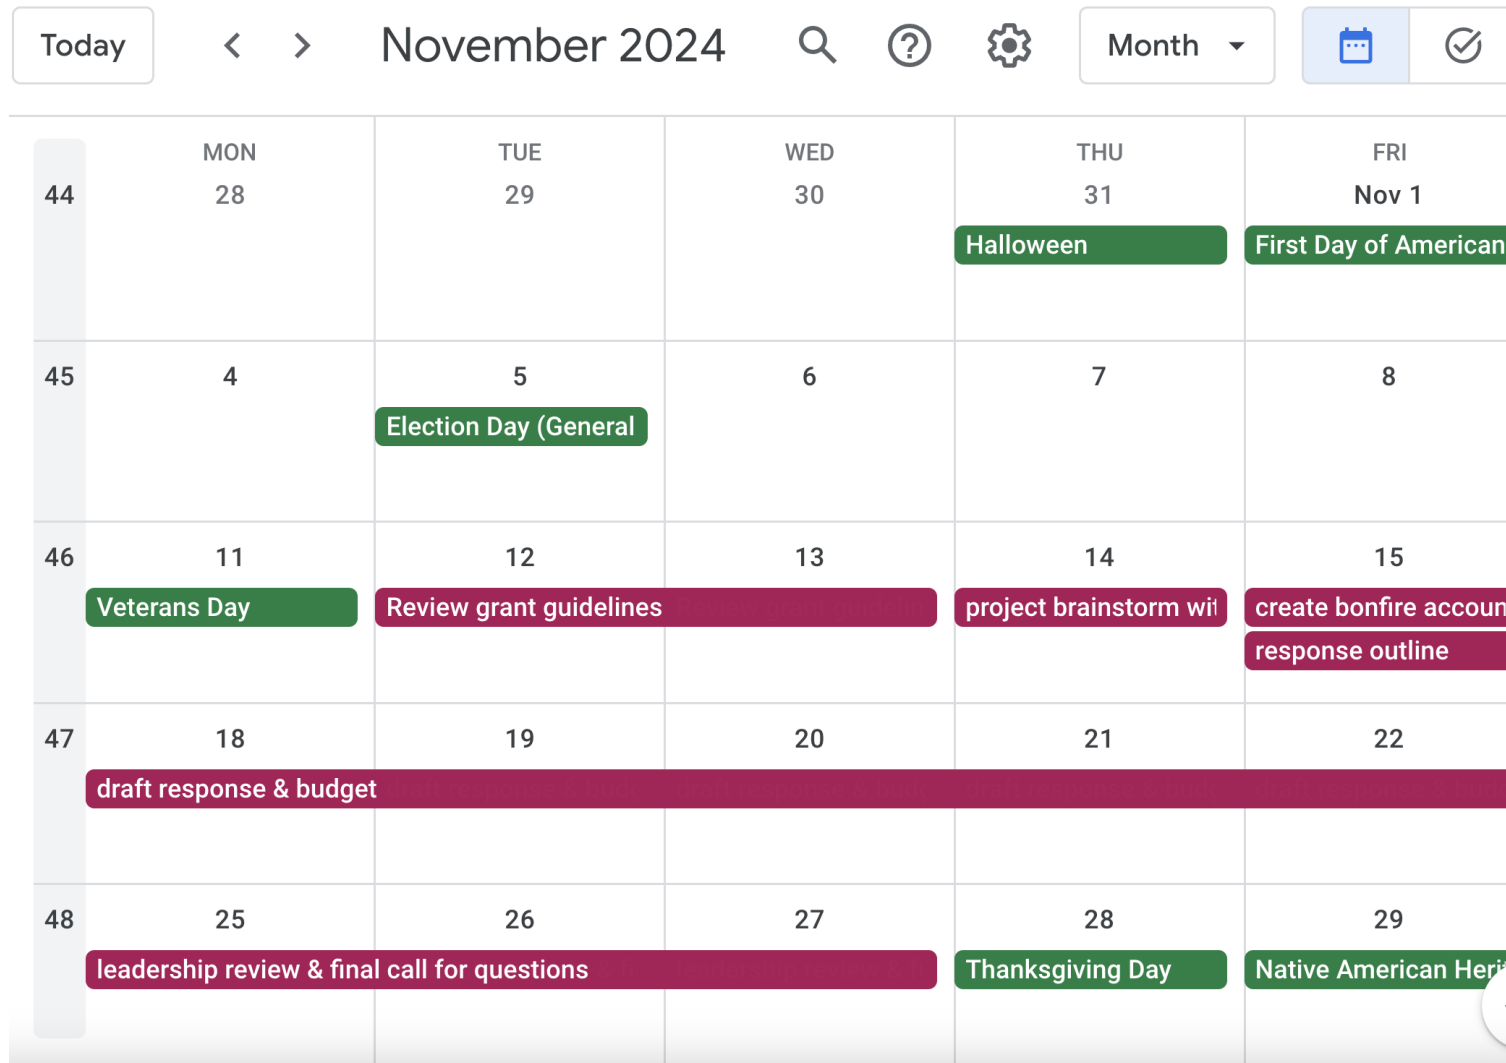 Today
November 2024
Month
MON TUE WED THU FRI
44 28 29 30 31 Nov 1
Halloween
First Day of American
45 4 5 6 7 8
Election Day (General
46 11 12 13 14 15
Veterans Day
Review grant guidelines
project brainstorm wit
create bonfire accoun
response outline
47 18 19 20 21 22
draft response & budget
48 25 26 27 28 29
leadership review & final call for questions
Thanksgiving Day
Native American Heri